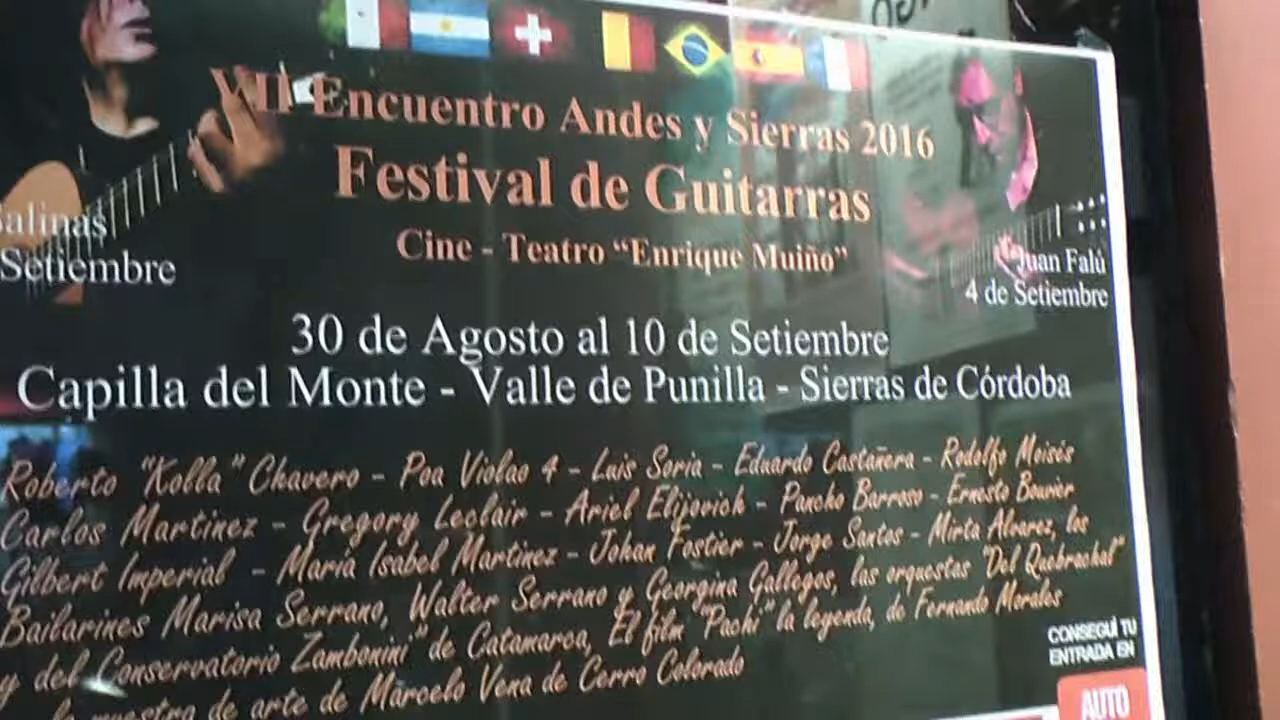 VII Encuentro Andes y Sierras 2016
Festival de Guitarras
Cine - Teatro “Enrique Muiño”
Salinas
Setiembre
Juan Falú
4 de Setiembre
30 de Agosto al 10 de Setiembre
Capilla del Monte - Valle de Punilla - Sierras de Córdoba
Roberto "Kolla" Chavero - Poa Violao 4 - Luis Soria - Eduardo Castañera - Rodolfo Moisés
Carlos Martinez - Gregory Leclair - Ariel Elijovich - Pancho Barroso - Ernesto Bouvier
Gilbert Imperial - María Isabel Martinez - Johan Fostier - Jorge Santos - Mirta Alvarez, los
Bailarines Marisa Serrano, Walter Serrano y Georgina Gallegos, las orquestas "Del Quebrachal"
y del Conservatorio Zambonini" de Catamarca, El film "Pachi" la leyenda, de Fernando Morales
la muestra de arte de Marcelo Vena de Cerro Colorado
CONSEGUÍ TU
ENTRADA EN
AUTO